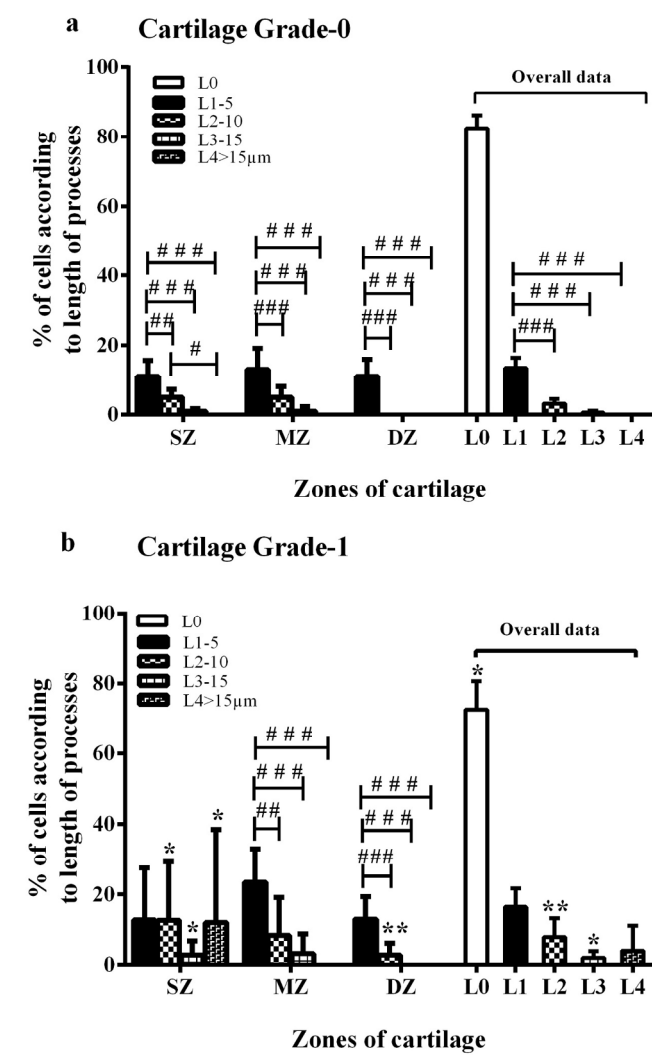 a Cartilage Grade-0
% of cells according
to length of processes
100
80
60
40
20
0
L0
L1-5
L2-10
L3-15
L4>15µm
Overall data
# # #
# # #
##
#
# # #
# # #
###
# # #
# # #
###
# # #
# # #
###
SZ MZ DZ L0 L1 L2 L3 L4
Zones of cartilage
b Cartilage Grade-1
% of cells according
to length of processes
100
80
60
40
20
0
L0
L1-5
L2-10
L3-15
L4>15µm
Overall data
* * *
# # #
# # #
##
# # #
# # #
###
**
*
** *
SZ MZ DZ L0 L1 L2 L3 L4
Zones of cartilage